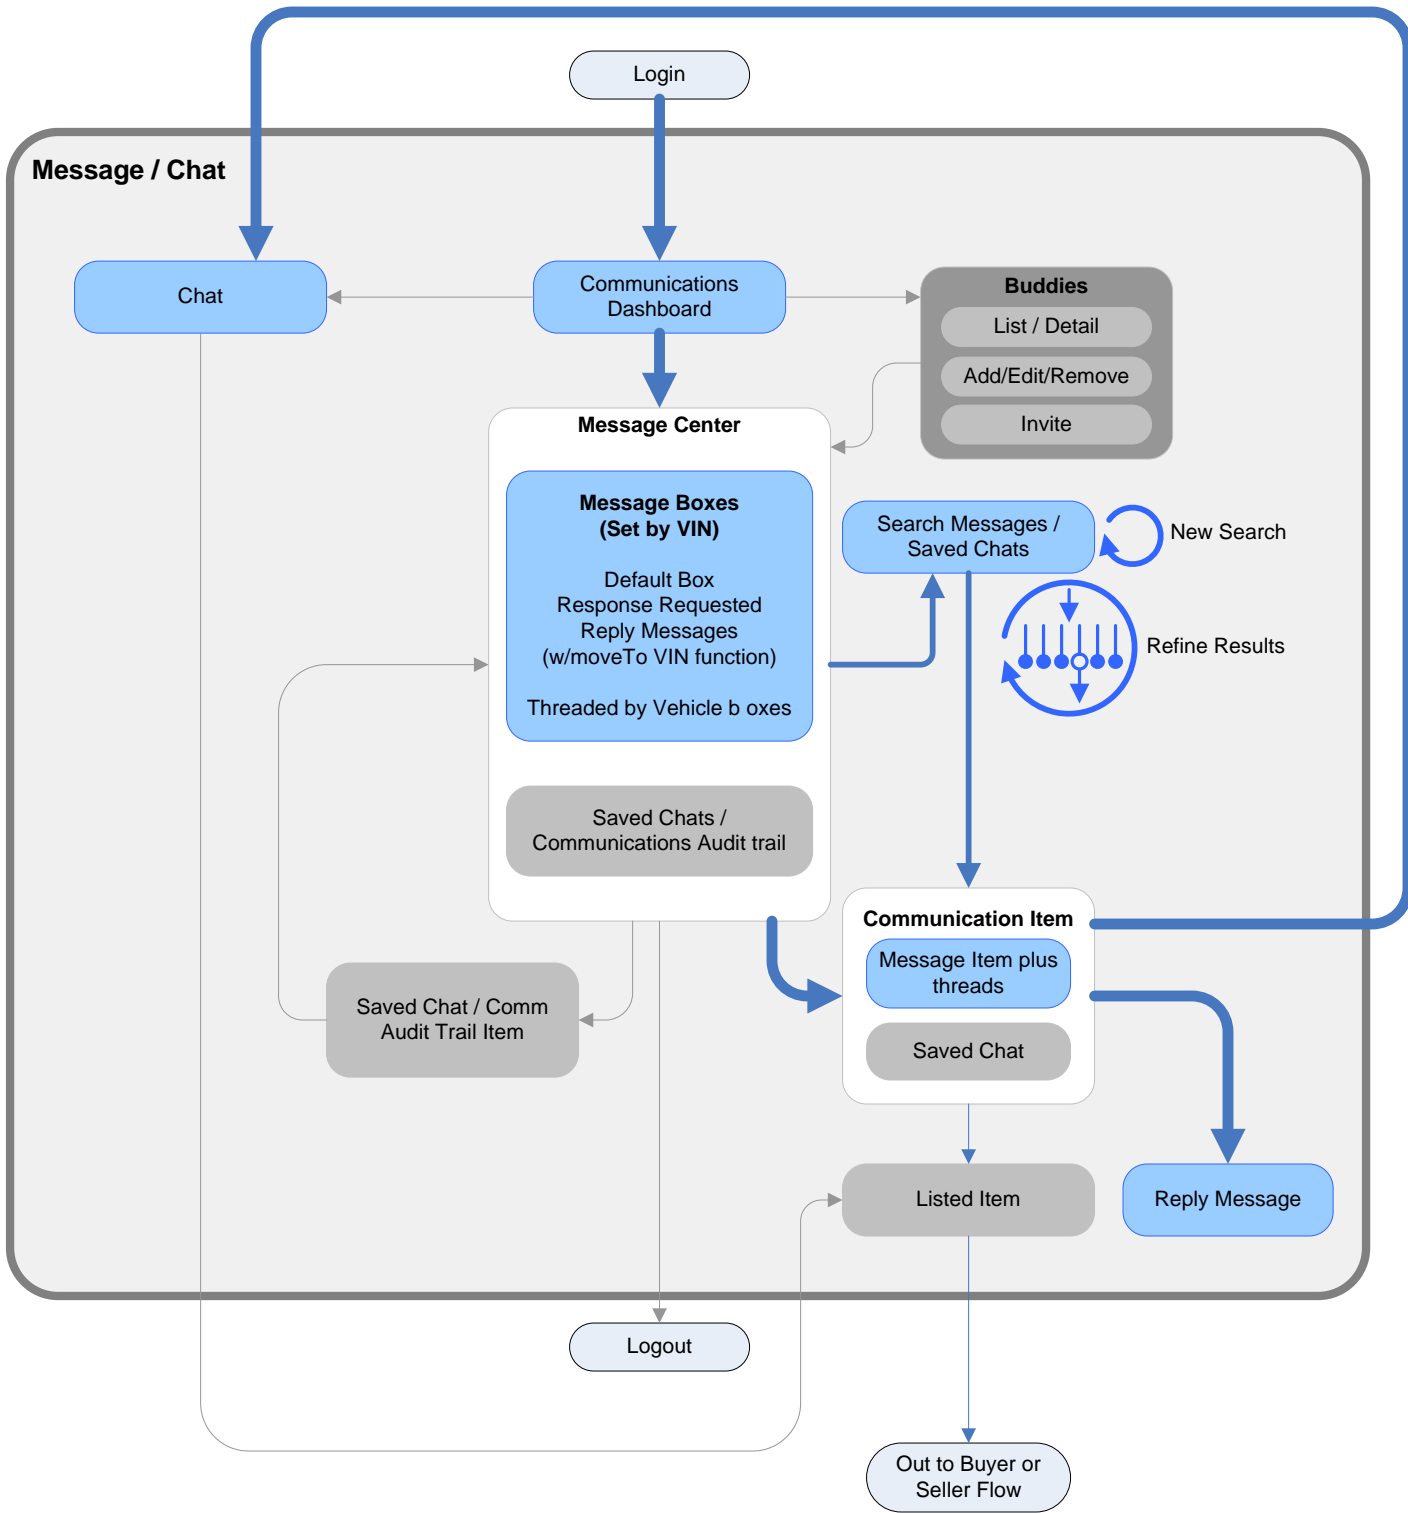 Login
Message / Chat
Chat
Communications
Dashboard
Buddies
List / Detail
Add/Edit/Remove
Invite
Message Center
Message Boxes
(Set by VIN)
Default Box
Response Requested
Reply Messages
(w/moveTo VIN function)
Threaded by Vehicle b oxes
Search Messages /
Saved Chats
New Search
Refine Results
Saved Chats /
Communications Audit trail
Communication Item
Message Item plus
threads
Saved Chat
Saved Chat / Comm
Audit Trail Item
Listed Item
Reply Message
Logout
Out to Buyer or
Seller Flow